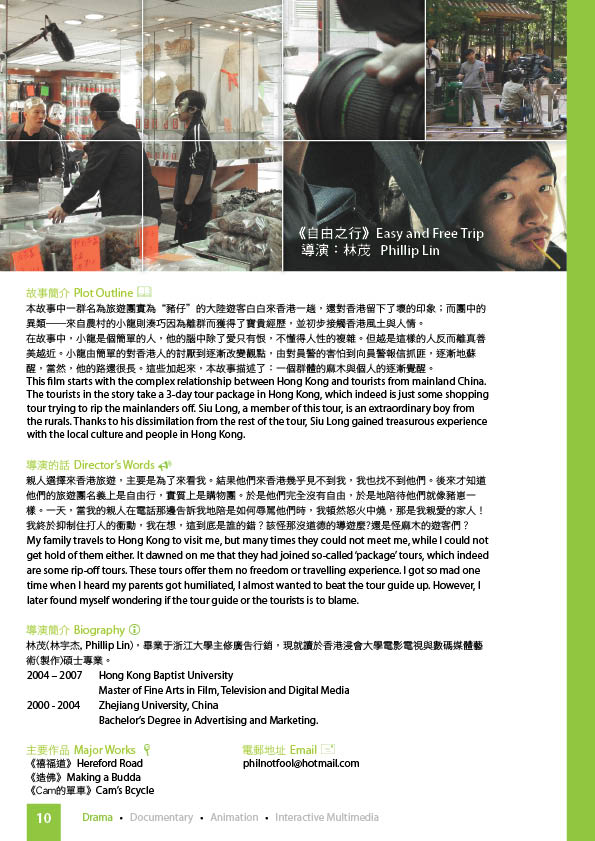 《自由之行》Easy and Free Trip
導演：林茂 Phillip Lin
故事簡介 Plot Outline
本故事中一群名為旅遊團實為“豬仔”的大陸遊客白白來香港一趟，還對香港留下了壞的印象；而團中的
異類──來自農村的小龍則湊巧因為離群而獲得了寶貴經歷，並初步接觸香港風土與人情。
在故事中，小龍是個簡單的人，他的腦中除了愛只有恨，不懂得人性的複雜。但越是這樣的人反而離真善
美越近。小龍由簡單的對香港人的討厭到逐漸改變觀點，由對員警的害怕到向員警報信抓匪，逐漸地蘇
醒，當然，他的路還很長。這些加起來，本故事描述了：一個群體的麻木與個人的逐漸覺醒。
This film starts with the complex relationship between Hong Kong and tourists from mainland China.
The tourists in the story take a 3-day tour package in Hong Kong, which indeed is just some shopping
tour trying to rip the mainlanders off. Siu Long, a member of this tour, is an extraordinary boy from
the rurals. Thanks to his dissimilation from the rest of the tour, Siu Long gained treasurous experience
with the local culture and people in Hong Kong.
導演的話 Director's Words
親人選擇來香港旅遊，主要是為了來看我。結果他們來香港幾乎見不到我，我也找不到他們。後來才知道
他們的旅遊團名義上是自由行，實質上是購物團。於是他們完全沒有自由，於是地陪待他們就像豬崽一
樣。一天，當我的親人在電話那邊告訴我地陪是如何辱罵他們時，我頓然怒火中燒，那是我親愛的家人！
我終於抑制住打人的衝動，我在想，這到底是誰的錯？該怪那沒道德的導遊麼?還是怪麻木的遊客們？
My family travels to Hong Kong to visit me, but many times they could not meet me, while I could not
get hold of them either. It dawned on me that they had joined so-called 'package' tours, which indeed
are some rip-off tours. These tours offer them no freedom or travelling experience. I got so mad one
time when I heard my parents got humiliated, I almost wanted to beat the tour guide up. However, I
later found myself wondering if the tour guide or the tourists is to blame.
導演簡介 Biography
林茂(林宇杰, Phillip Lin)，畢業于浙江大學主修廣告行銷，現就讀於香港浸會大學電影電視與數碼媒體藝
術(製作)碩士專業。
2004 – 2007 Hong Kong Baptist University
Master of Fine Arts in Film, Television and Digital Media
2000 - 2004 Zhejiang University, China
Bachelor's Degree in Advertising and Marketing.
主要作品 Major Works
《禧福道》Hereford Road
《造佛》Making a Budda
《Cam的單車》Cam's Bcycle
電郵地址 Email
philnotfool@hotmail.com
10 Drama • Documentary • Animation • Interactive Multimedia